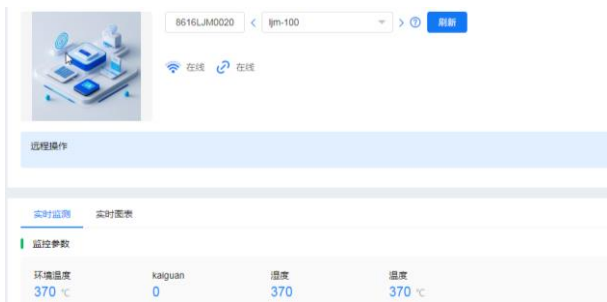 8616LJM0020 < ljm-100 > ? 刷新
在线 在线
远程操作
实时监测 实时图表
监控参数
环境温度 kaiguan 湿度 温度
370 ℃ 0 370 370 ℃